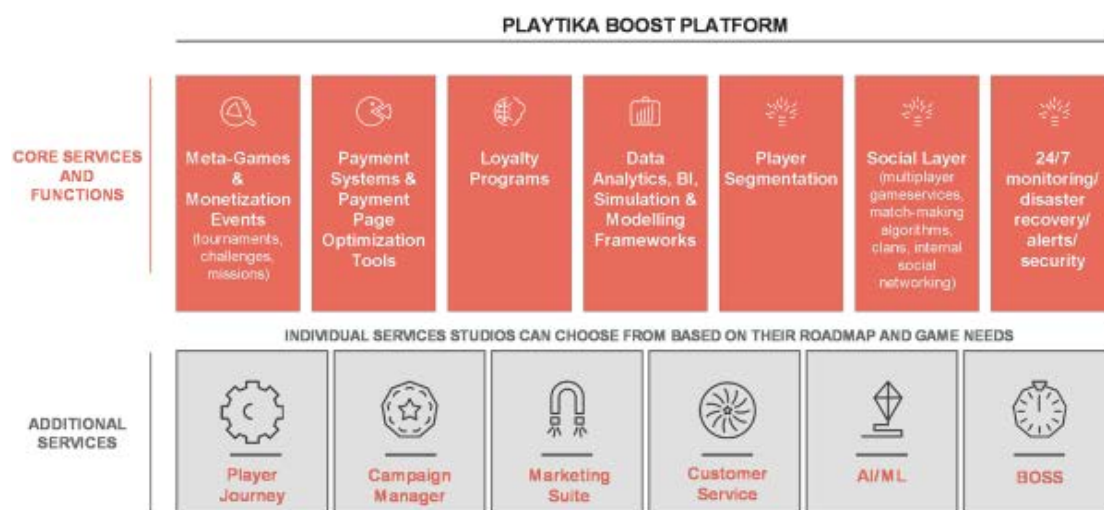 PLAYTIKA BOOST PLATFORM
CORE SERVICES
AND
FUNCTIONS
Meta-Games
&
Monetization
Events
(tournaments,
challenges,
missions)
Payment
Systems &
Payment
Page
Optimization
Tools
Loyalty
Programs
Data
Analytics, BI,
Simulation &
Modelling
Frameworks
Player
Segmentation
Social Layer
(multiplayer
gameservices,
match-making
algorithms,
clans, internal
social
networking)
24/7
monitoring/
disaster
recovery/
alerts/
security
INDIVIDUAL SERVICES STUDIOS CAN CHOOSE FROM BASED ON THEIR ROADMAP AND GAME NEEDS
ADDITIONAL
SERVICES
Player
Journey
Campaign
Manager
Marketing
Suite
Customer
Service
AI/ML
BOSS